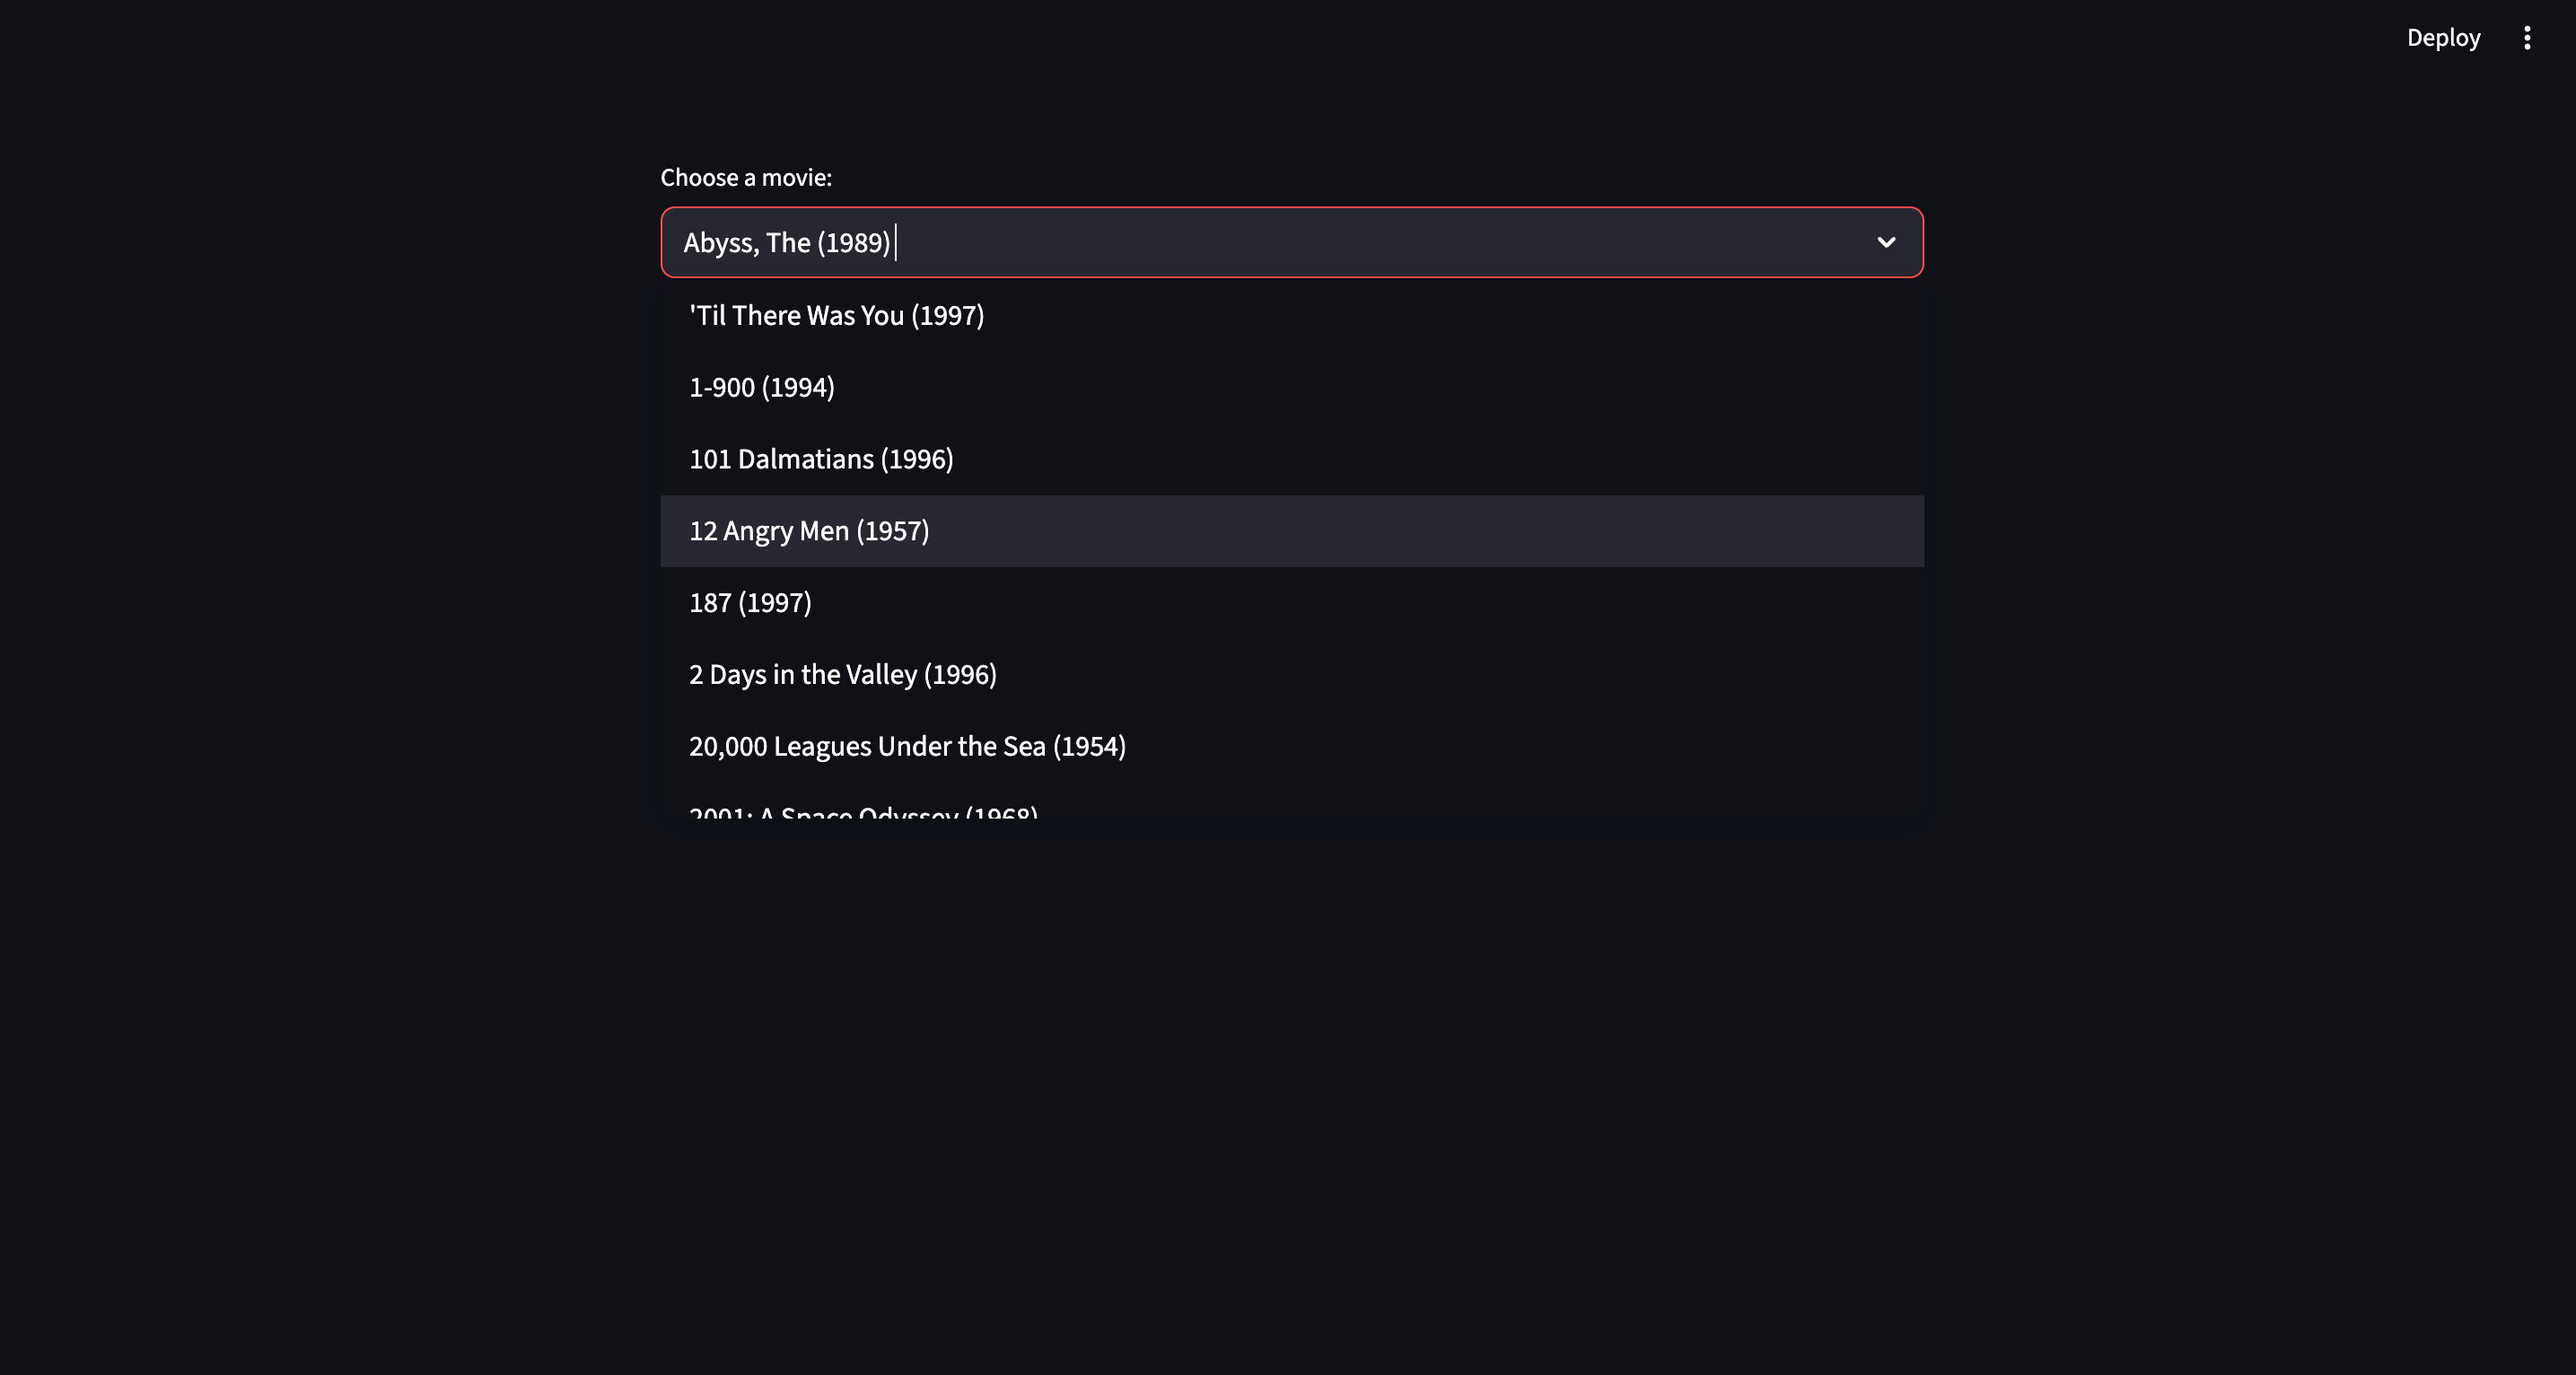 Deploy
Choose a movie:
Abyss, The (1989)
'Til There Was You (1997)
1-900 (1994)
101 Dalmatians (1996)
12 Angry Men (1957)
187 (1997)
2 Days in the Valley (1996)
20,000 Leagues Under the Sea (1954)
2001: A Space Odyssey (1968)